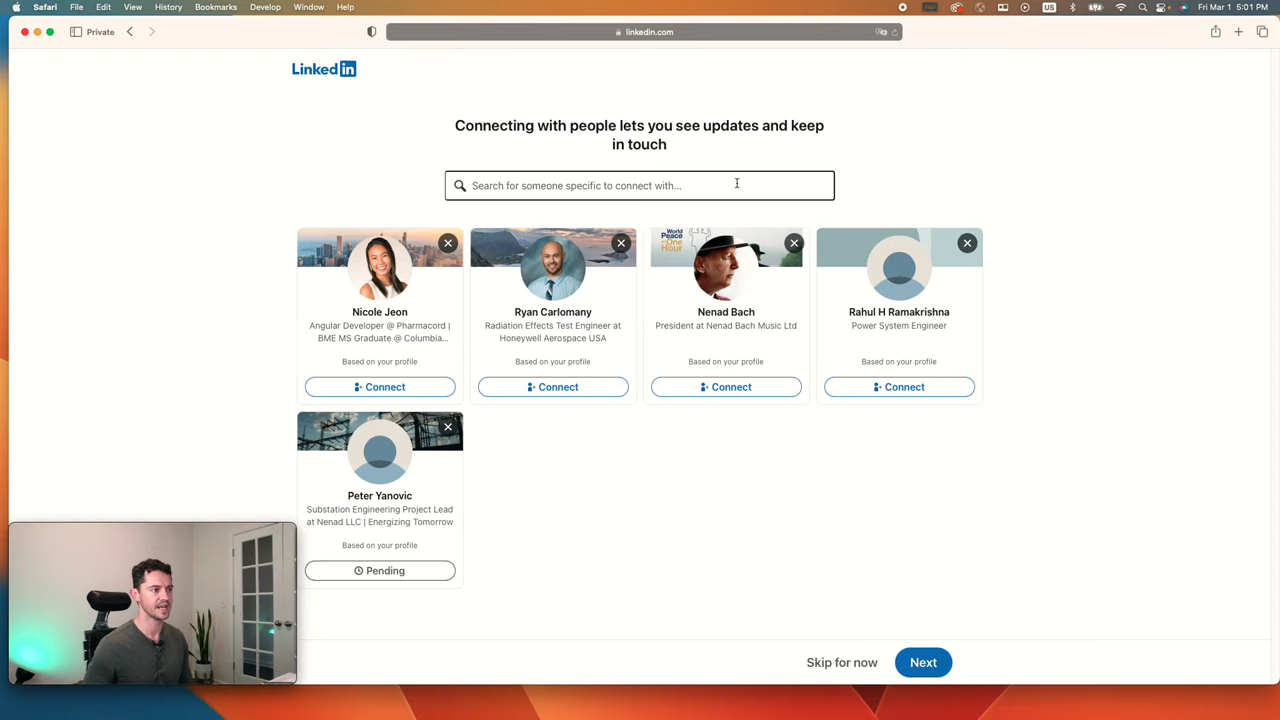 Safari File Edit View History Bookmarks Develop Window Help
US
Fri Mar 1 5:01 PM
Private
linkedin.com
Linked in
Connecting with people lets you see updates and keep
in touch
Search for someone specific to connect with...
World
Peace
in One
Hour
Nicole Jeon
Angular Developer @ Pharmacord |
BME MS Graduate @ Columbia...
Based on your profile
Connect
Ryan Carlomany
Radiation Effects Test Engineer at
Honeywell Aerospace USA
Based on your profile
Connect
Nenad Bach
President at Nenad Bach Music Ltd
Based on your profile
Connect
Rahul H Ramakrishna
Power System Engineer
Based on your profile
Connect
Peter Yanovic
Substation Engineering Project Lead
at Nenad LLC | Energizing Tomorrow
Based on your profile
Pending
Skip for now
Next